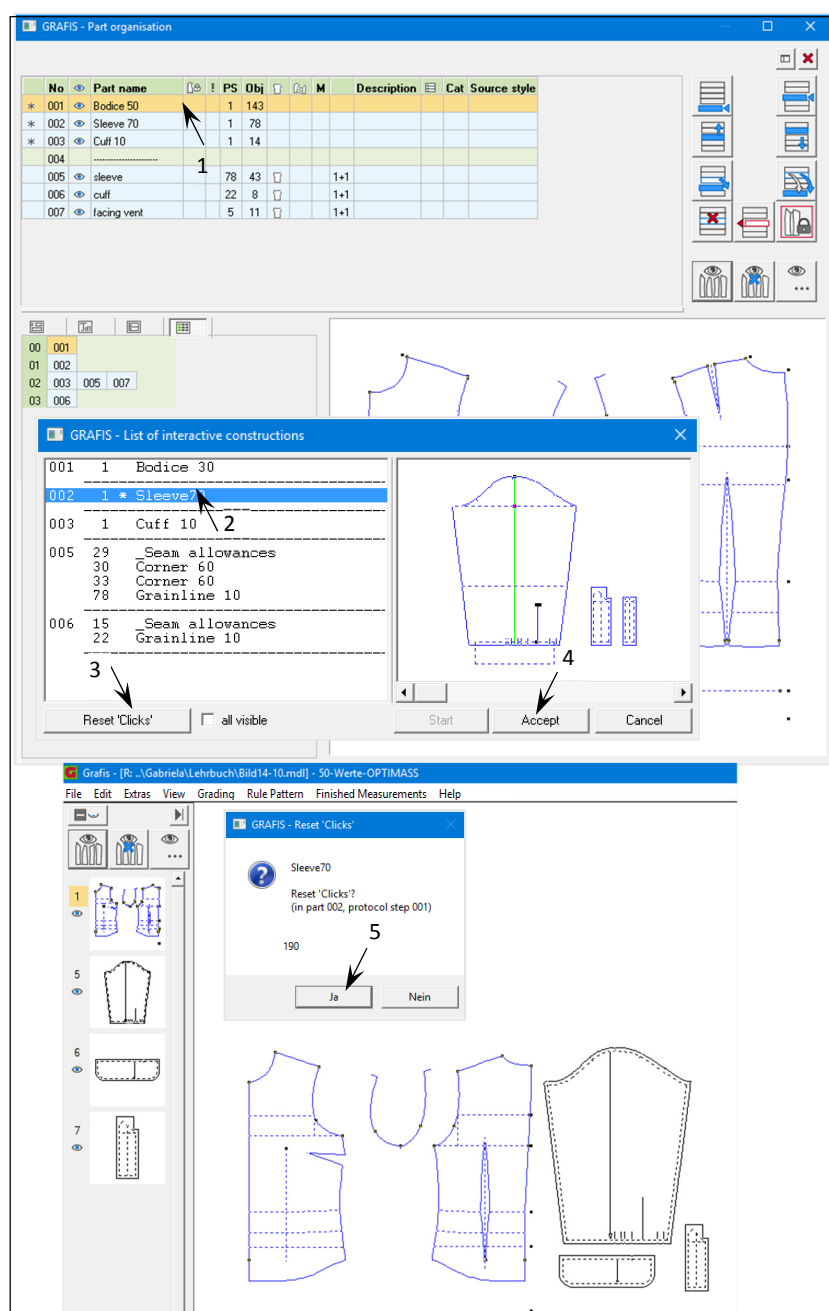 GRAFIS - Part organisation
No Part name ! PS Obj M Description Cat Source style
* 001 Bodice 50 1 143
* 002 Sleeve 70 1 78
* 003 Cuff 10 1 14
004 ----------------------
005 sleeve 78 43 1+1
006 cuff 22 8 1+1
007 facing vent 5 11 1+1
1
00 001
01 002
02 003 005 007
03 006
GRAFIS - List of interactive constructions
001 1 Bodice 30
002 1 * Sleeve7
2
003 1 Cuff 10
005 29 _Seam allowances
30 Corner 60
33 Corner 60
78 Grainline 10
006 15 _Seam allowances
22 Grainline 10
3
4
Reset 'Clicks' all visible Start Accept Cancel
Grafis - [R: ..\Gabriela\Lehrbuch\Bild14-10.mdl] - 50-Werte-OPTIMASS
File Edit Extras View Grading Rule Pattern Finished Measurements Help
GRAFIS - Reset 'Clicks'
Sleeve70
Reset 'Clicks'?
(in part 002, protocol step 001)
5
190
Ja Nein
1
5
6
7